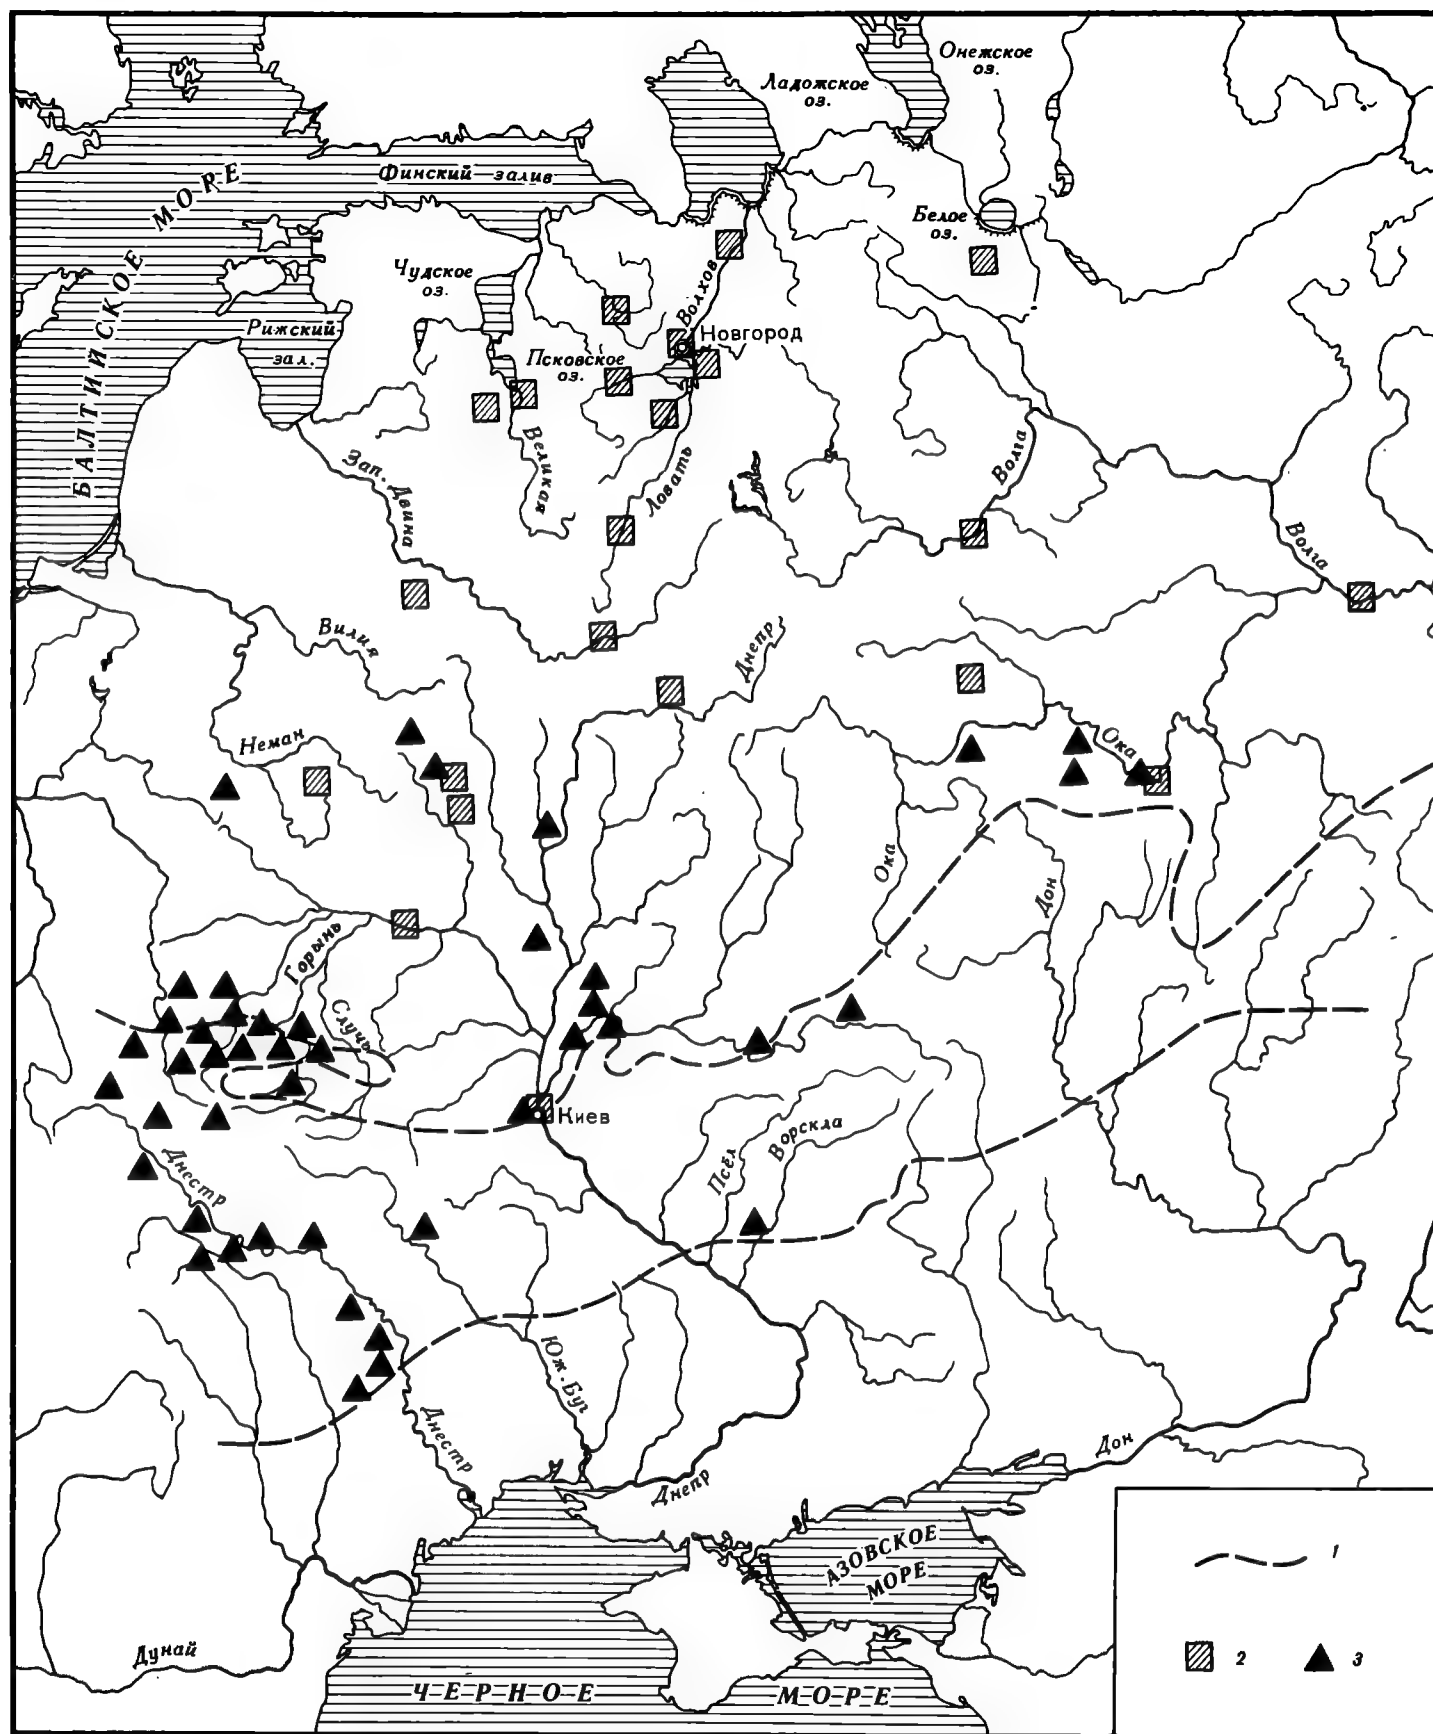 Онежское
оз.
Ладожское
оз.
Финский залив
БАЛТИЙСКОЕ МОРЕ
Белое
оз.
Чудское
оз.
Волхов
Рижский
зал.
Новгород
Псковское
оз.
Великая
Зап. Двина
Ловать
Волга
Волга
Вилия
Днепр
Неман
Ока
Ока
Дон
Горынь
Случь
Киев
Ворскла
Псёл
Днестр
Юж. Буг
Днестр
Днепр
Дон
АЗОВСКОЕ
МОРЕ
Дунай
ЧЕРНОЕ МОРЕ
1
2
3